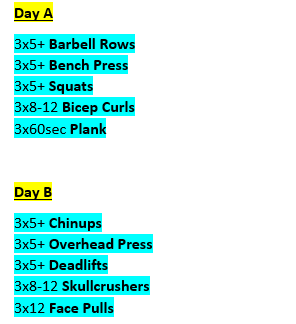 Day A
3x5+ Barbell Rows
3x5+ Bench Press
3x5+ Squats
3x8-12 Bicep Curls
3x60sec Plank
Day B
3x5+ Chinups
3x5+ Overhead Press
3x5+ Deadlifts
3x8-12 Skullcrushers
3x12 Face Pulls